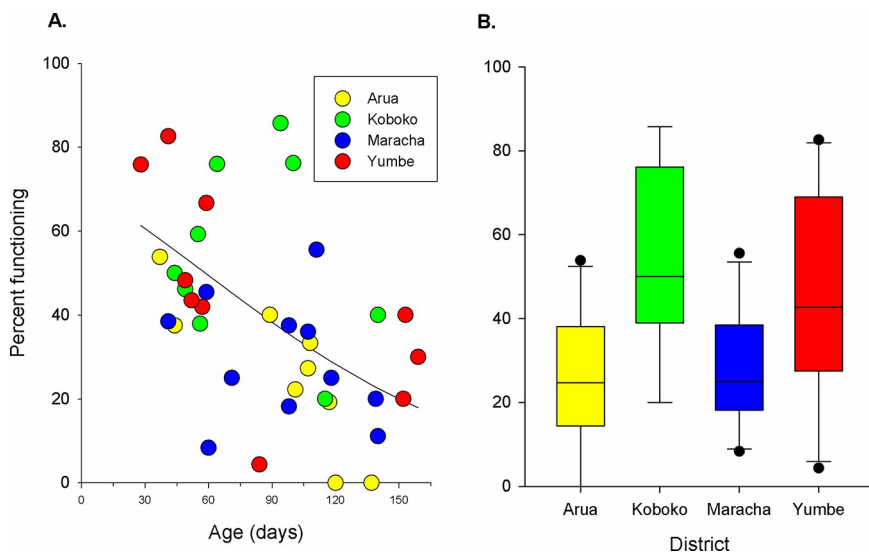 A.
Percent functioning
100
80
60
40
20
0
0 30 60 90 120 150
Age (days)
Arua
Koboko
Maracha
Yumbe
B.
100
80
60
40
20
0
Arua Koboko Maracha Yumbe
District